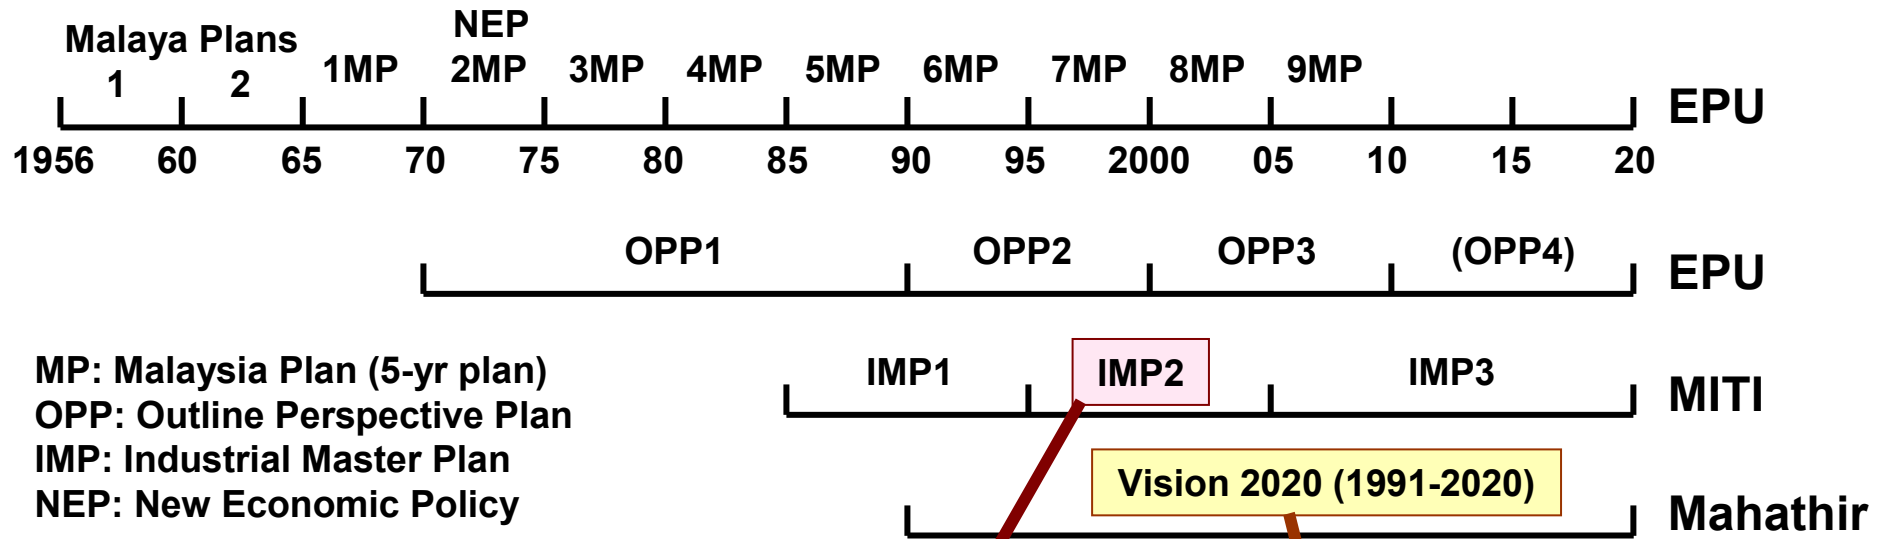 Malaya Plans
NEP
1 2 1MP 2MP 3MP 4MP 5MP 6MP 7MP 8MP 9MP
EPU
1956 60 65 70 75 80 85 90 95 2000 05 10 15 20
OPP1 OPP2 OPP3 (OPP4)
EPU
IMP1 IMP2 IMP3
MITI
MP: Malaysia Plan (5-yr plan)
OPP: Outline Perspective Plan
IMP: Industrial Master Plan
NEP: New Economic Policy
Vision 2020 (1991-2020)
Mahathir